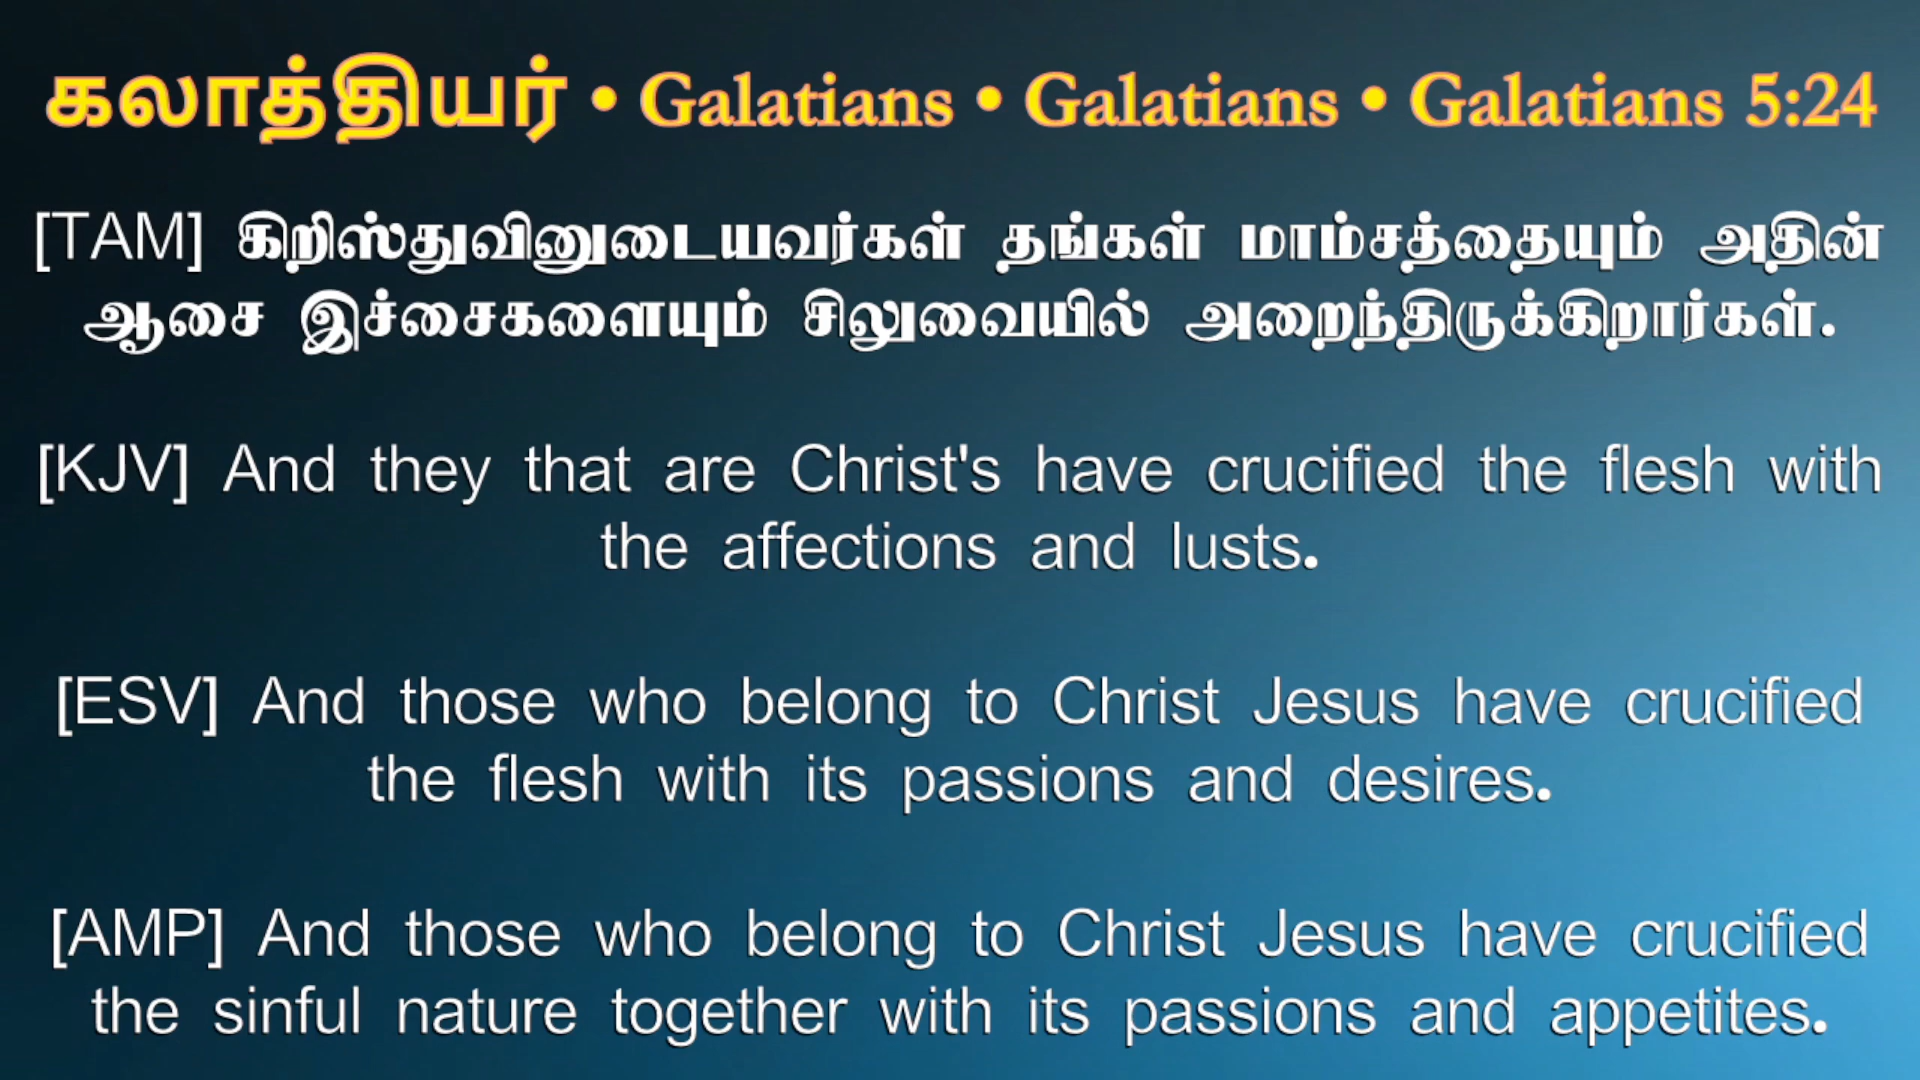 கலாத்தியர் • Galatians • Galatians • Galatians 5:24
[TAM] கிறிஸ்துவினுடையவர்கள் தங்கள் மாம்சத்தையும் அதின்
ஆசை இச்சைகளையும் சிலுவையில் அறைந்திருக்கிறார்கள்.
[KJV] And they that are Christ's have crucified the flesh with
the affections and lusts.
[ESV] And those who belong to Christ Jesus have crucified
the flesh with its passions and desires.
[AMP] And those who belong to Christ Jesus have crucified
the sinful nature together with its passions and appetites.